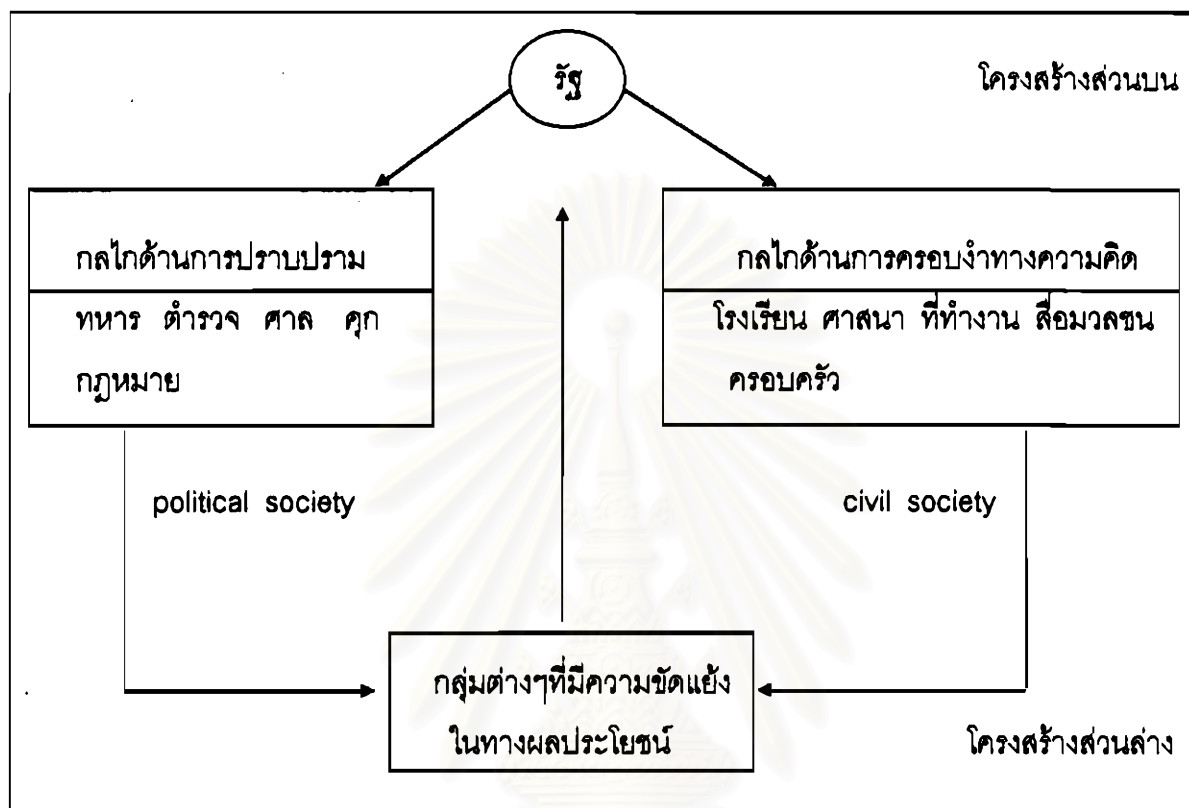 รัฐ
โครงสร้างส่วนบน
กลไกด้านการปราบปราม
ทหาร ตำรวจ ศาล คุก
กฎหมาย
กลไกด้านการครอบงำทางความคิด
โรงเรียน ศาสนา ที่ทำงาน สื่อมวลชน
ครอบครัว
political society
civil society
กลุ่มต่างๆที่มีความขัดแย้ง
ในทางผลประโยชน์
โครงสร้างส่วนล่าง